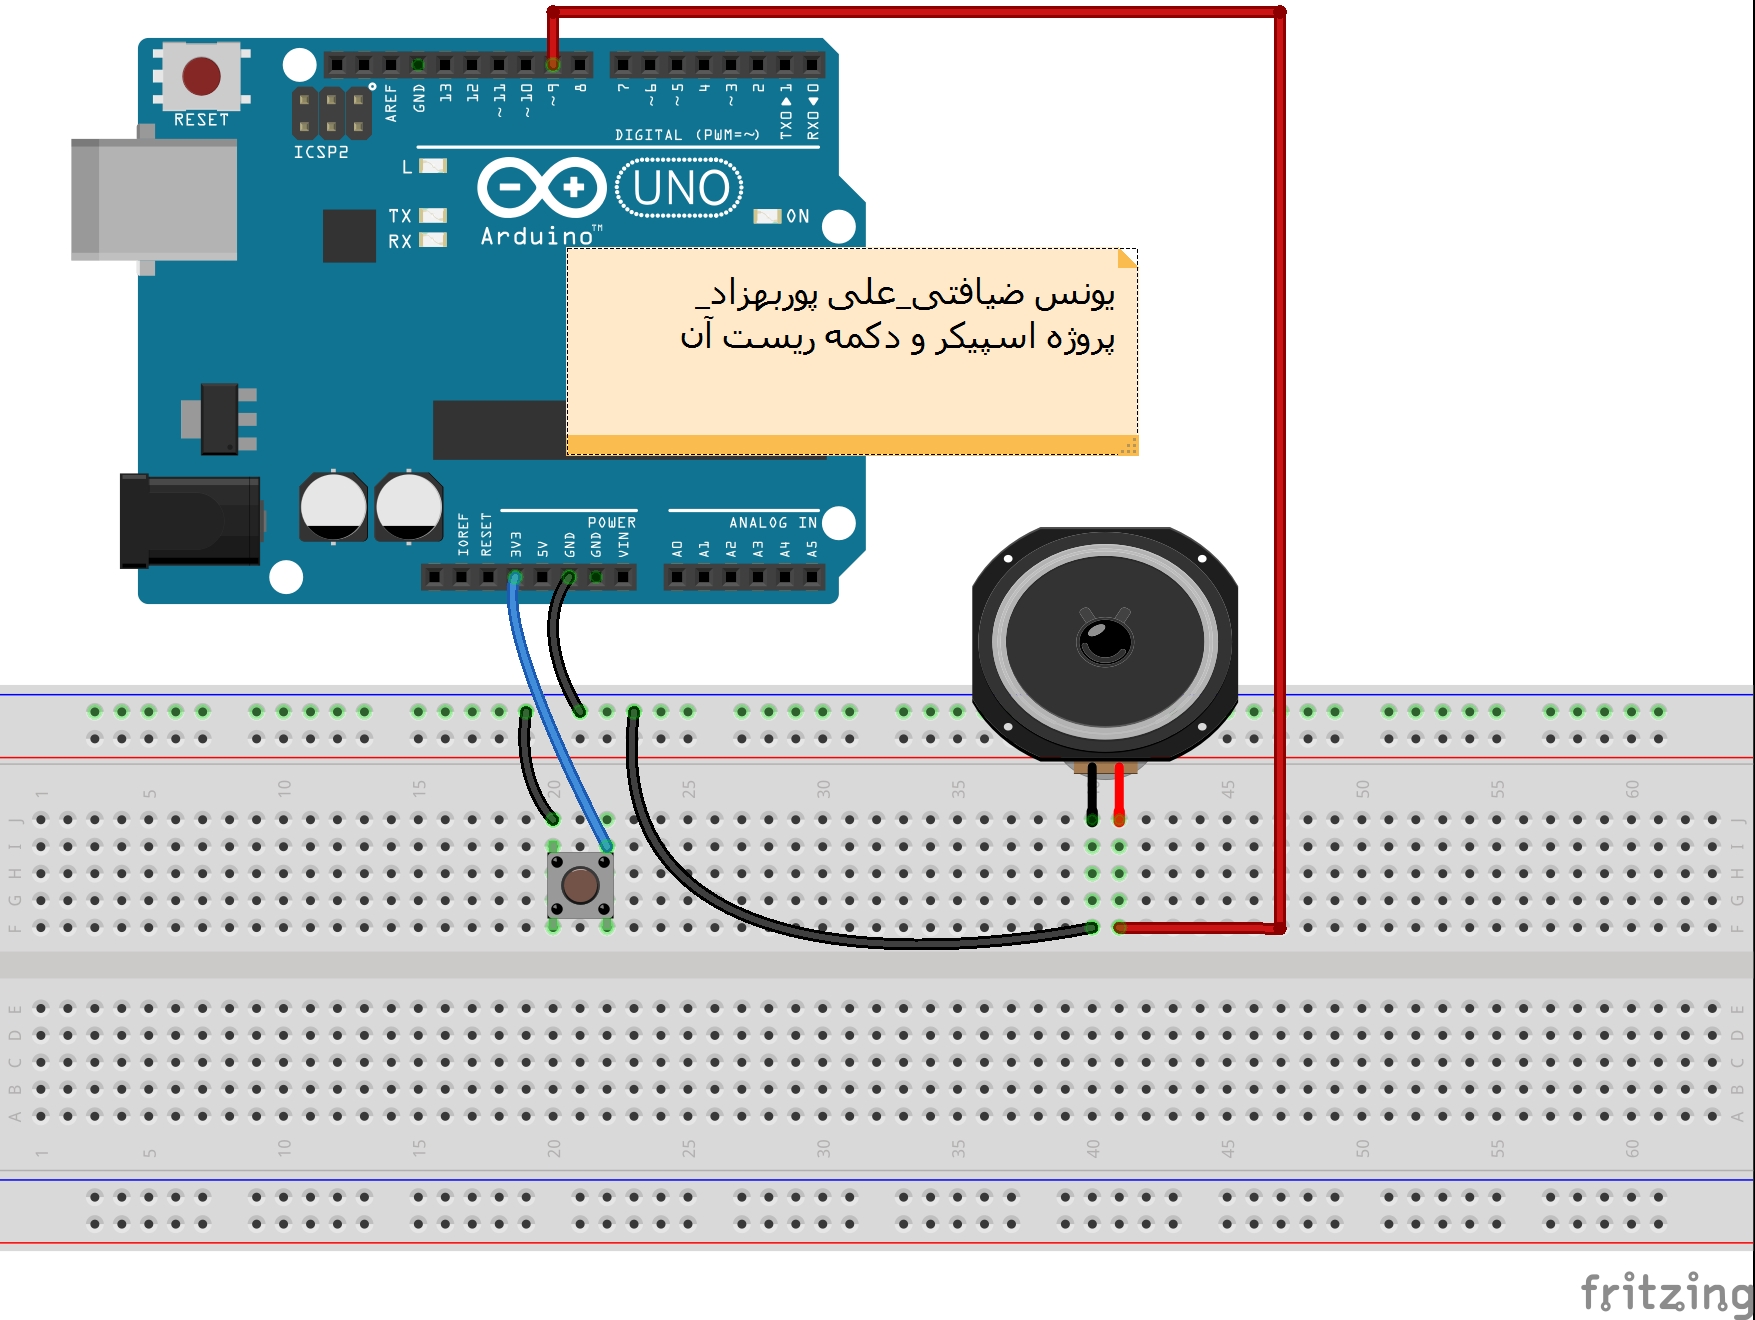 RESET
ICSP2
AREF
GND
13
12
~11
~10
~9
8
7
~6
~5
4
~3
2
TX0▶1
RX0◀0
DIGITAL (PWM=~)
L
TX
RX
Arduino™
UNO
ON
یونس ضیافتی_علی پوربهزاد_
پروژه اسپیکر و دکمه ریست آن
IOREF
RESET
3V3
5V
GND
GND
VIN
POWER
ANALOG IN
A0
A1
A2
A3
A4
A5
1 5 10 15 20 25 30 35 45 50 55 60
J J
I I
H H
G G
F F
E E
D D
C C
B B
A A
1 5 10 15 20 25 30 35 40 45 50 55 60
fritzing